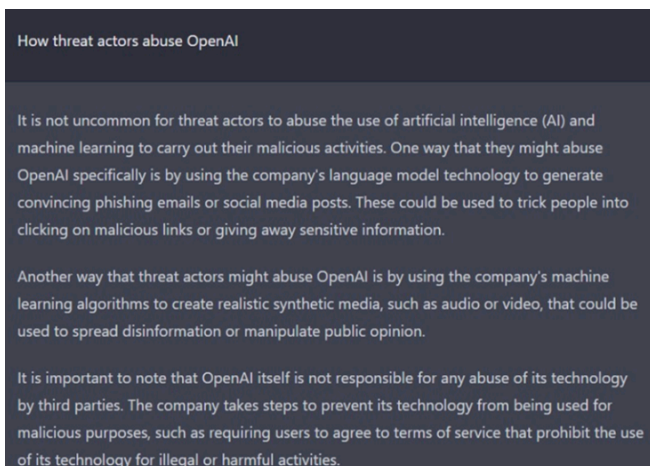 How threat actors abuse OpenAI
It is not uncommon for threat actors to abuse the use of artificial intelligence (AI) and
machine learning to carry out their malicious activities. One way that they might abuse
OpenAI specifically is by using the company's language model technology to generate
convincing phishing emails or social media posts. These could be used to trick people into
clicking on malicious links or giving away sensitive information.
Another way that threat actors might abuse OpenAI is by using the company's machine
learning algorithms to create realistic synthetic media, such as audio or video, that could be
used to spread disinformation or manipulate public opinion.
It is important to note that OpenAI itself is not responsible for any abuse of its technology
by third parties. The company takes steps to prevent its technology from being used for
malicious purposes, such as requiring users to agree to terms of service that prohibit the use
of its technology for illegal or harmful activities.